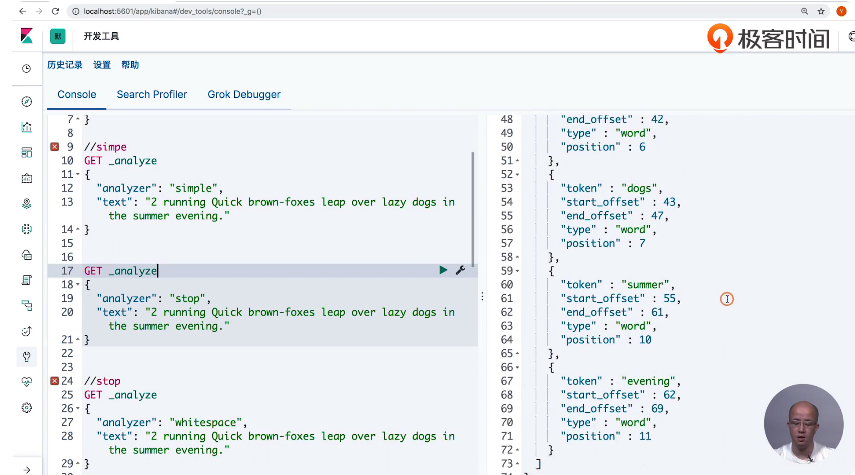 localhost:5601/app/kibana#/dev_tools/console?_g=()
Y
默
开发工具
极客时间
历史记录 设置 帮助
Console Search Profiler Grok Debugger
7 }
8
9 //simpe
10 GET _analyze
11 {
12 "analyzer": "simple",
13 "text": "2 running Quick brown-foxes leap over lazy dogs in
the summer evening."
14 }
15
16
17 GET _analyze
18 {
19 "analyzer": "stop",
20 "text": "2 running Quick brown-foxes leap over lazy dogs in
the summer evening."
21 }
22
23
24 //stop
25 GET _analyze
26 {
27 "analyzer": "whitespace",
28 "text": "2 running Quick brown-foxes leap over lazy dogs in
the summer evening."
29 }
48 "end_offset" : 42,
49 "type" : "word",
50 "position" : 6
51 },
52 {
53 "token" : "dogs",
54 "start_offset" : 43,
55 "end_offset" : 47,
56 "type" : "word",
57 "position" : 7
58 },
59 {
60 "token" : "summer",
61 "start_offset" : 55,
62 "end_offset" : 61,
63 "type" : "word",
64 "position" : 10
65 },
66 {
67 "token" : "evening",
68 "start_offset" : 62,
69 "end_offset" : 69,
70 "type" : "word",
71 "position" : 11
72 }
73 ]